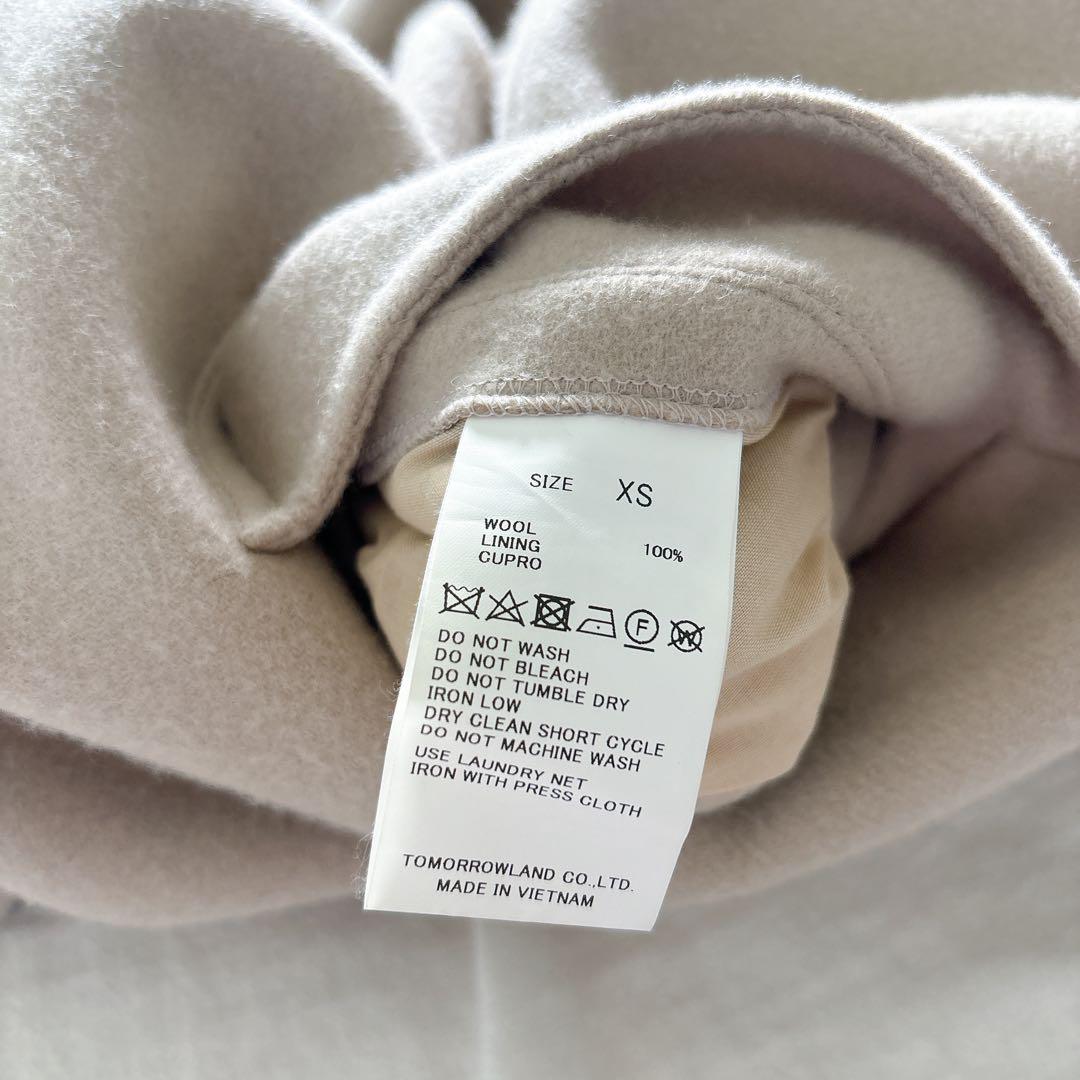 SIZE XS
WOOL
LINING 100%
CUPRO
F W
DO NOT WASH
DO NOT BLEACH
DO NOT TUMBLE DRY
IRON LOW
DRY CLEAN SHORT CYCLE
DO NOT MACHINE WASH
USE LAUNDRY NET
IRON WITH PRESS CLOTH
TOMORROWLAND CO.,LTD.
MADE IN VIETNAM